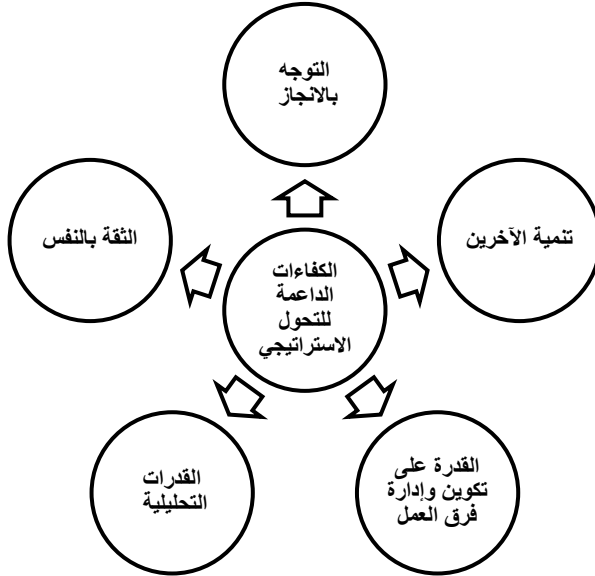 التوجه
بالانجاز
تنمية الآخرين
الثقة بالنفس
الكفاءات
الداعمة
للتحول
الاستراتيجي
القدرة على
تكوين وإدارة
فرق العمل
القدرات
التحليلية